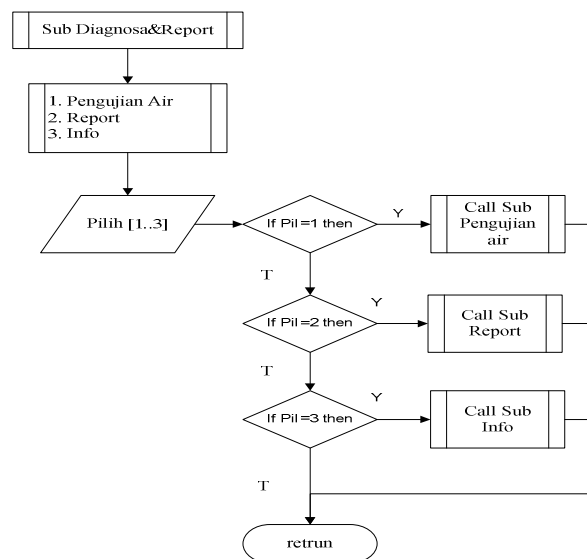 Sub Diagnosa&Report
1. Pengujian Air
2. Report
3. Info
Pilih [1..3]
If Pil=1 then
Y
Call Sub
Pengujian
air
T
If Pil=2 then
Y
Call Sub
Report
T
If Pil=3 then
Y
Call Sub
Info
T
retrun